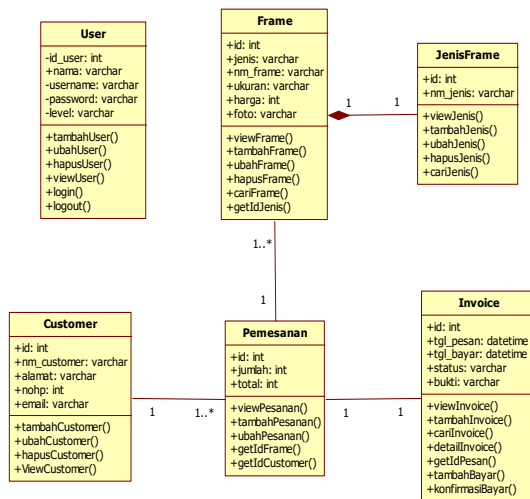 User
-id_user: int
+nama: varchar
-username: varchar
-password: varchar
-level: varchar
+tambahUser()
+ubahUser()
+hapusUser()
+viewUser()
+login()
+logout()
Frame
+id: int
+jenis: varchar
+nm_frame: varchar
+ukuran: varchar
+harga: int
+foto: varchar
+viewFrame()
+tambahFrame()
+ubahFrame()
+hapusFrame()
+cariFrame()
+getIdJenis()
1
1
JenisFrame
+id: int
+nm_jenis: varchar
+viewJenis()
+tambahJenis()
+ubahJenis()
+hapusJenis()
+cariJenis()
1..*
1
Customer
+id: int
+nm_customer: varchar
+alamat: varchar
+nohp: int
+email: varchar
+tambahCustomer()
+ubahCustomer()
+hapusCustomer()
+ViewCustomer()
1
1..*
Pemesanan
+id: int
+jumlah: int
+total: int
+viewPesanan()
+tambahPesanan()
+ubahPesanan()
+getIdFrame()
+getIdCustomer()
1
1
Invoice
+id: int
+tgl_pesan: datetime
+tgl_bayar: datetime
+status: varchar
+bukti: varchar
+viewInvoice()
+tambahInvoice()
+cariInvoice()
+detailInvoice()
+getIdPesan()
+tambahBayar()
+konfirmasiBayar()